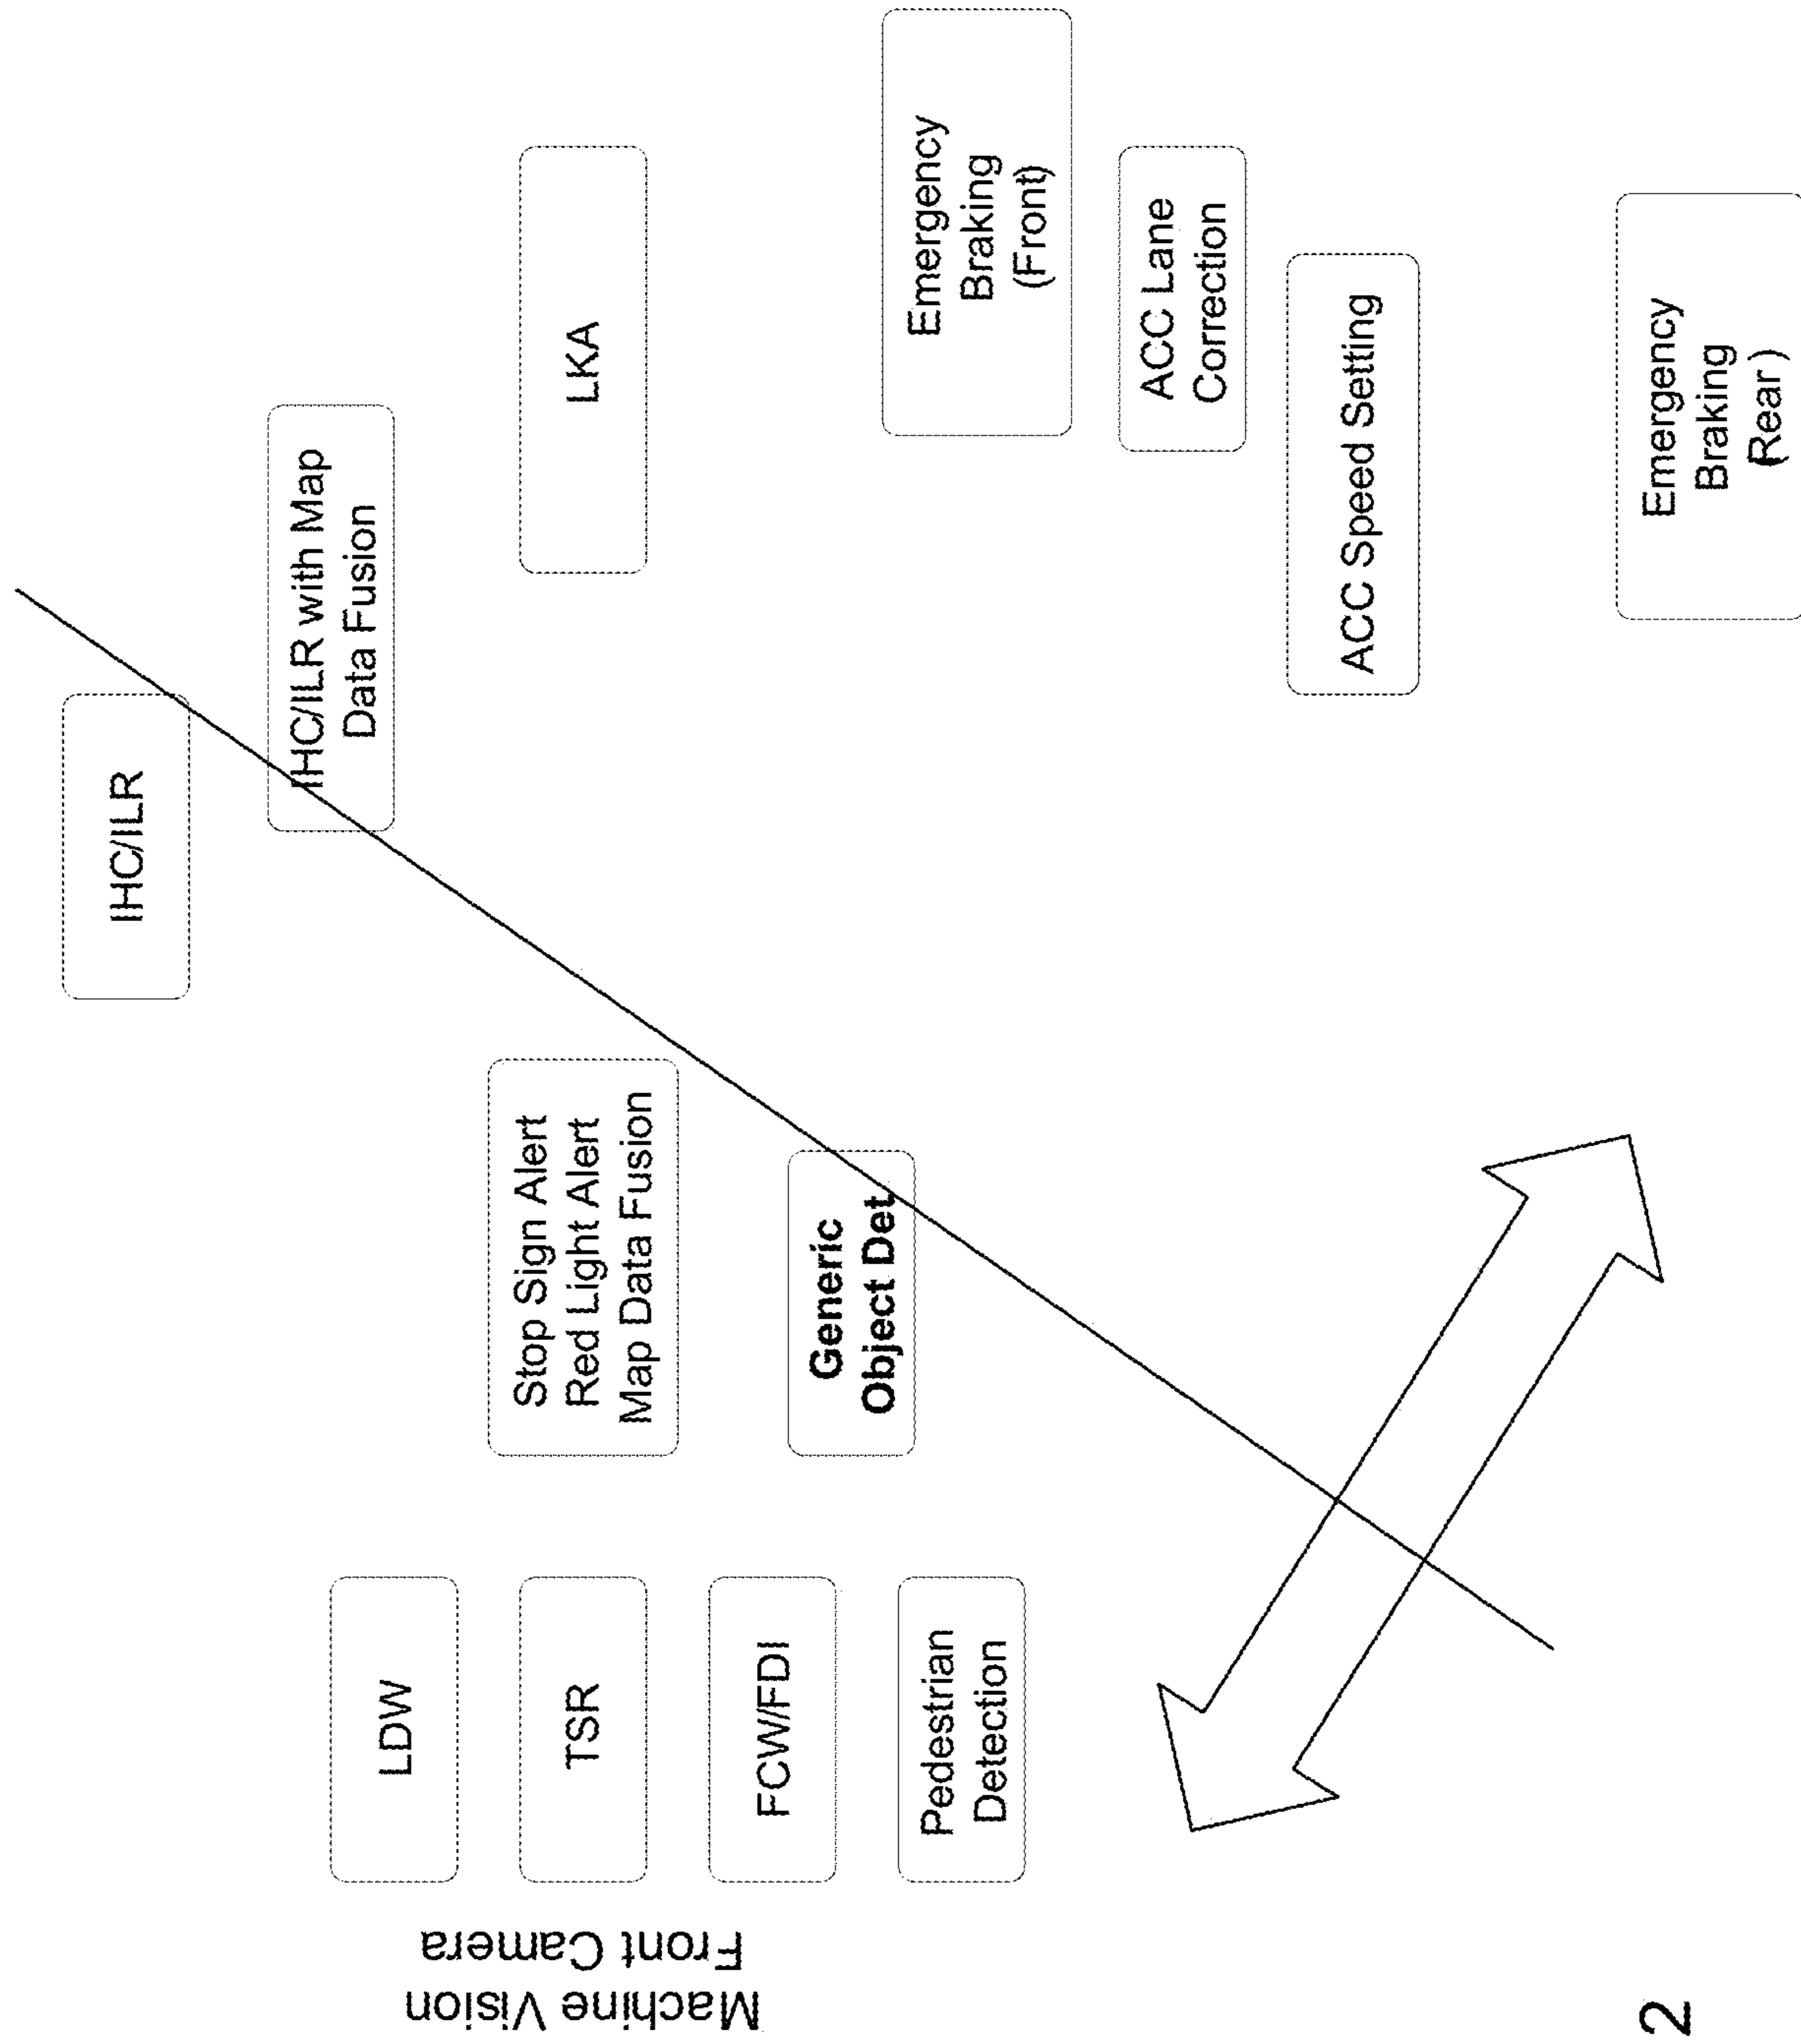 Machine Vision
Front Camera
IHC/ILR
IHC/ILR with Map
Data Fusion
LDW
Stop Sign Alert
Red Light Alert
Map Data Fusion
LKA
TSR
FCW/FDI
Generic
Object Det
Emergency
Braking
(Front)
Pedestrian
Detection
ACC Lane
Correction
ACC Speed Setting
Emergency
Braking
(Rear)
2